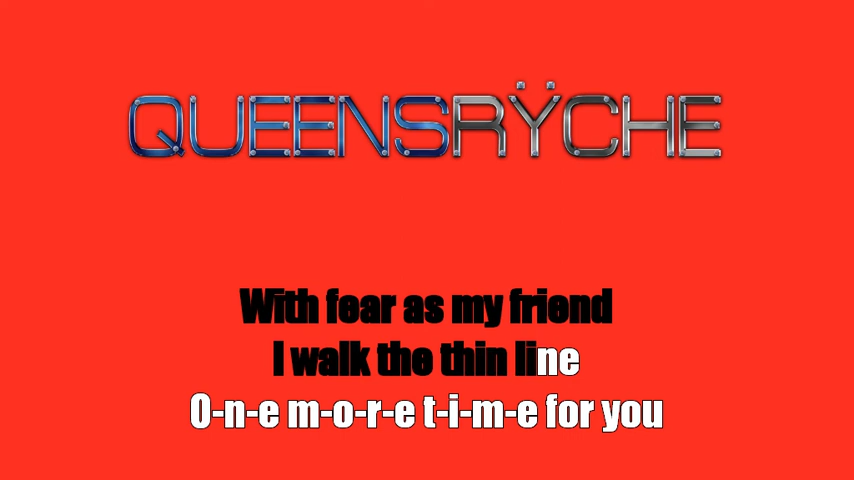 QUEENSRŸCHE
With fear as my friend
I walk the thin line
O-n-e m-o-r-e t-i-m-e for you